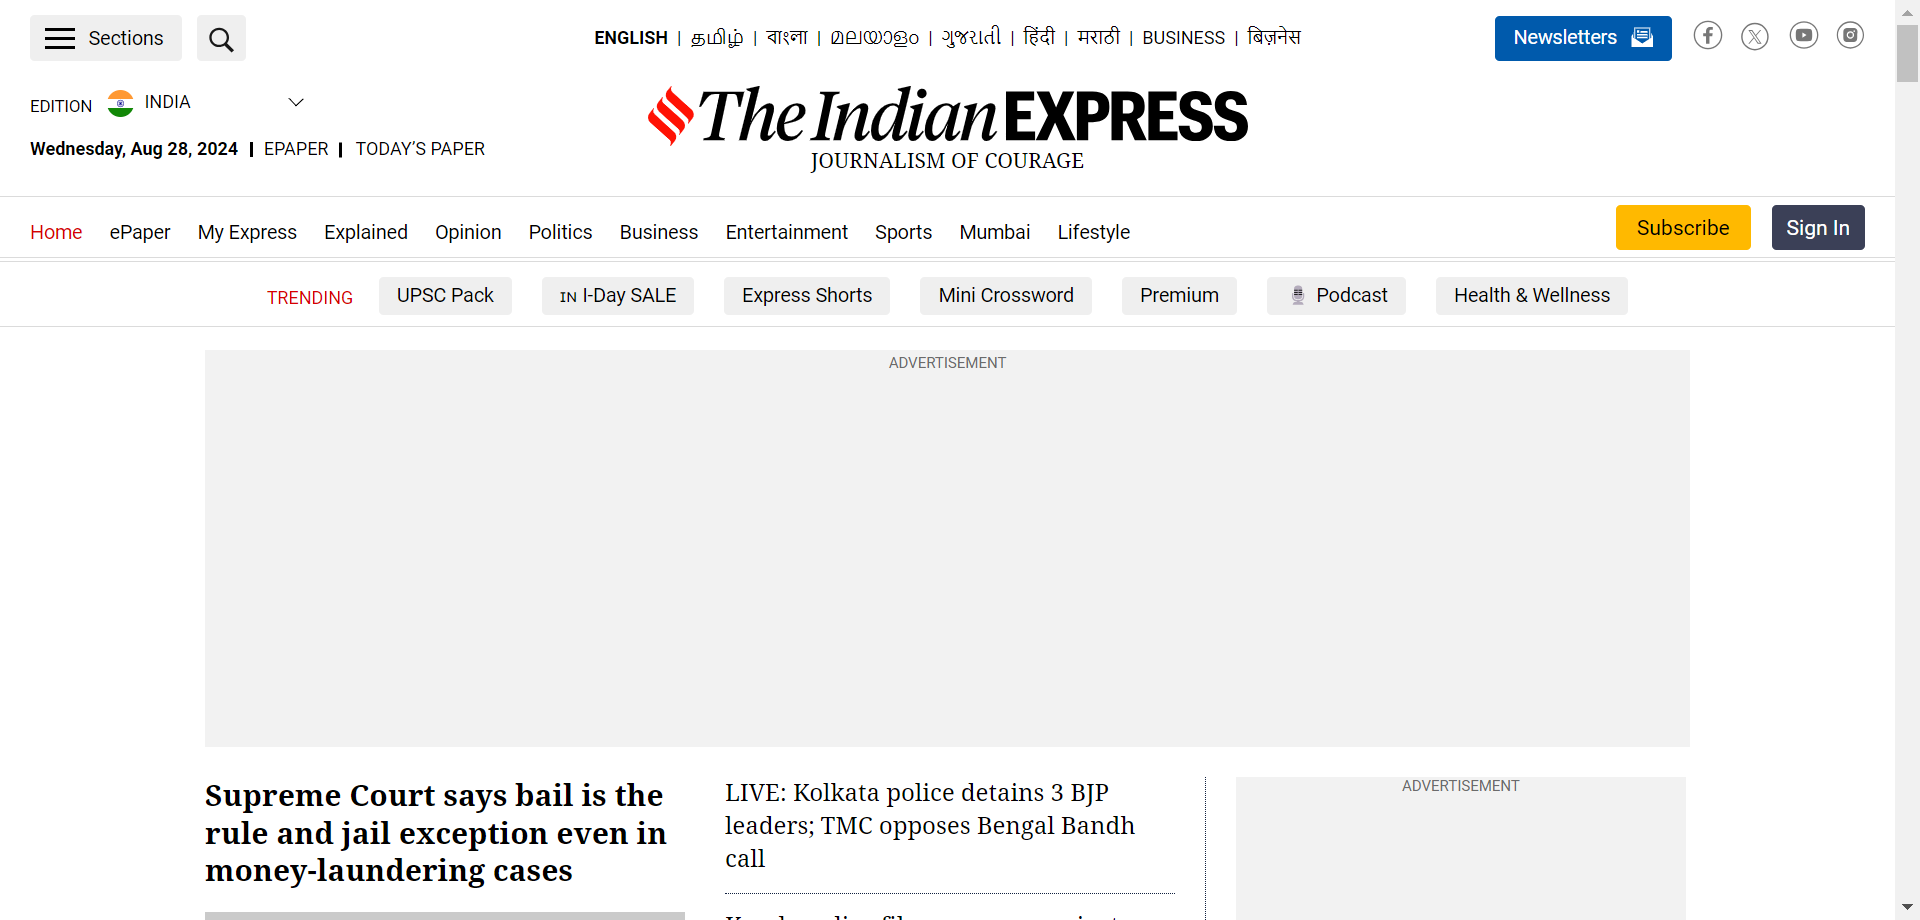 Sections
ENGLISH | தமிழ் | বাংলা | മലയാളം | ગુજરાતી | हिंदी | मराठी | BUSINESS | बिज़नेस
Newsletters
EDITION INDIA
The Indian EXPRESS
JOURNALISM OF COURAGE
Wednesday, Aug 28, 2024 | EPAPER | TODAY’S PAPER
Home ePaper My Express Explained Opinion Politics Business Entertainment Sports Mumbai Lifestyle
Subscribe Sign In
TRENDING UPSC Pack IN I-Day SALE Express Shorts Mini Crossword Premium Podcast Health & Wellness
ADVERTISEMENT
Supreme Court says bail is the
rule and jail exception even in
money-laundering cases
LIVE: Kolkata police detains 3 BJP
leaders; TMC opposes Bengal Bandh
call
ADVERTISEMENT